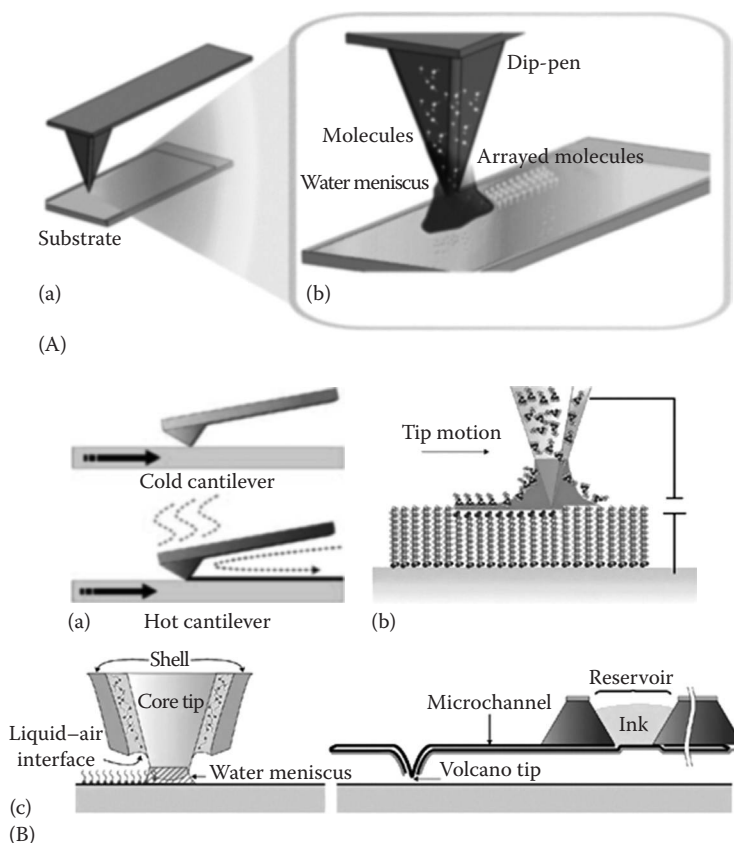 Dip-pen
Molecules
Arrayed molecules
Water meniscus
Substrate
(a)
(b)
(A)
Tip motion
Cold cantilever
(a)
Hot cantilever
(b)
Shell
Core tip
Liquid–air
interface
Water meniscus
Reservoir
Microchannel
Ink
Volcano tip
(c)
(B)